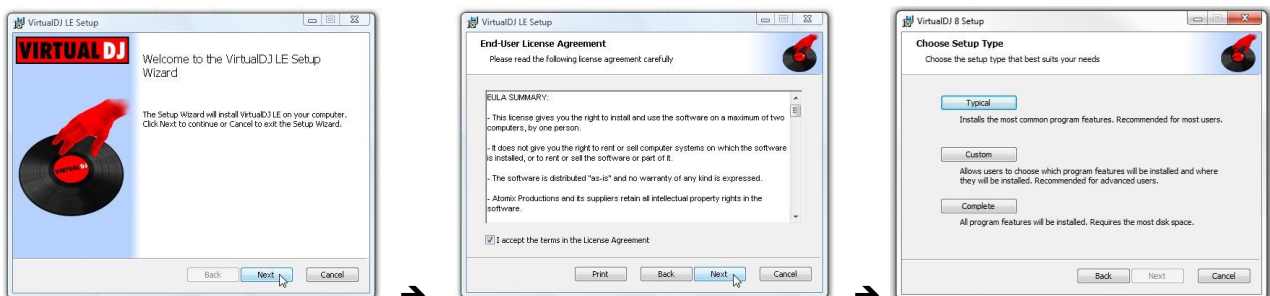 VirtualDJ LE Setup
VIRTUAL DJ
Welcome to the VirtualDJ LE Setup
Wizard
The Setup Wizard will install VirtualDJ LE on your computer.
Click Next to continue or Cancel to exit the Setup Wizard.
VIRTUAL DJ
Back
Next
Cancel
VirtualDJ LE Setup
End-User License Agreement
Please read the following license agreement carefully
EULA SUMMARY:
- This license gives you the right to install and use the software on a maximum of two
computers, by one person.
- It does not give you the right to rent or sell computer systems on which the software
is installed, or to rent or sell the software or part of it.
- The software is distributed "as-is" and no warranty of any kind is expressed.
- Atomix Productions and its suppliers retain all intellectual property rights in the
software.
I accept the terms in the License Agreement
Print
Back
Next
Cancel
VirtualDJ 8 Setup
Choose Setup Type
Choose the setup type that best suits your needs
Typical
Installs the most common program features. Recommended for most users.
Custom
Allows users to choose which program features will be installed and where
they will be installed. Recommended for advanced users.
Complete
All program features will be installed. Requires the most disk space.
Back
Next
Cancel